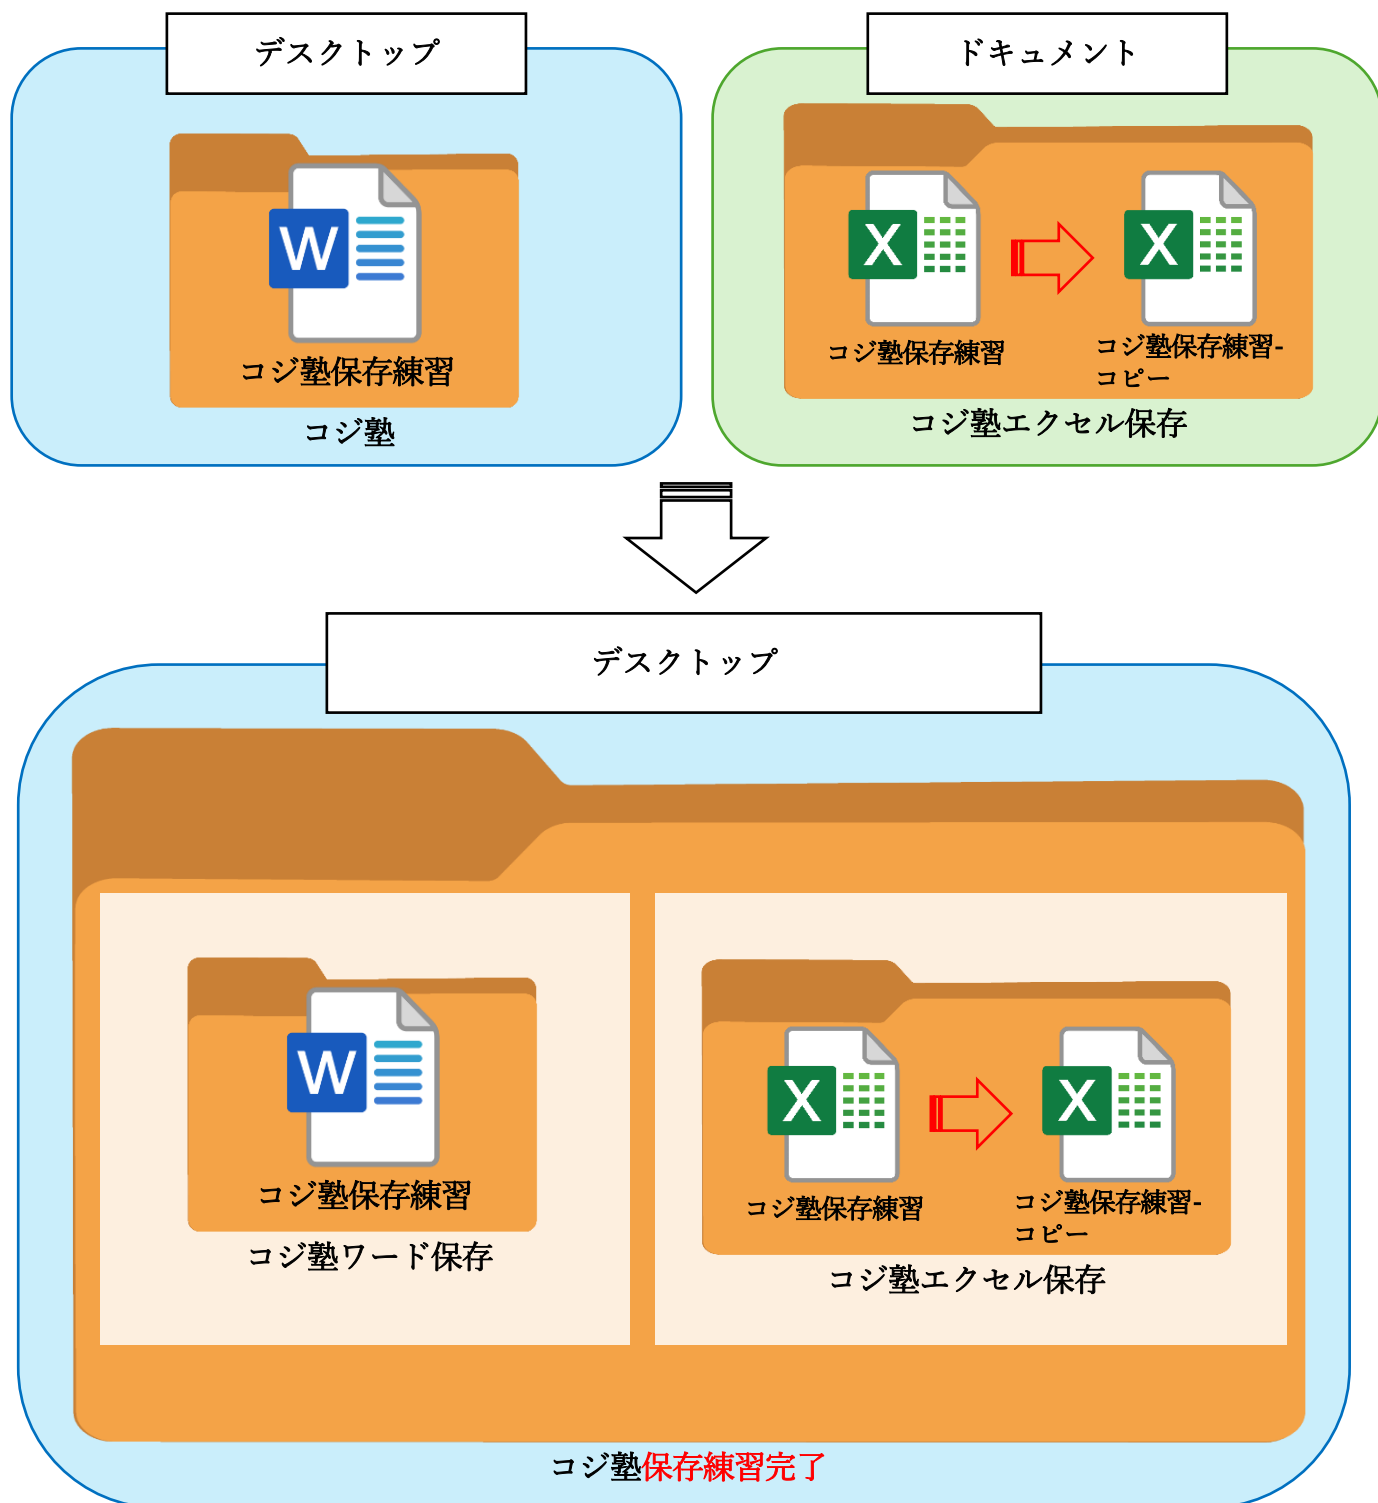 デスクトップ
ドキュメント
W
コジ塾保存練習
コジ塾
X
X
コジ塾保存練習
コジ塾保存練習-
コピー
コジ塾エクセル保存
デスクトップ
W
コジ塾保存練習
コジ塾ワード保存
X
X
コジ塾保存練習
コジ塾保存練習-
コピー
コジ塾エクセル保存
コジ塾保存練習完了